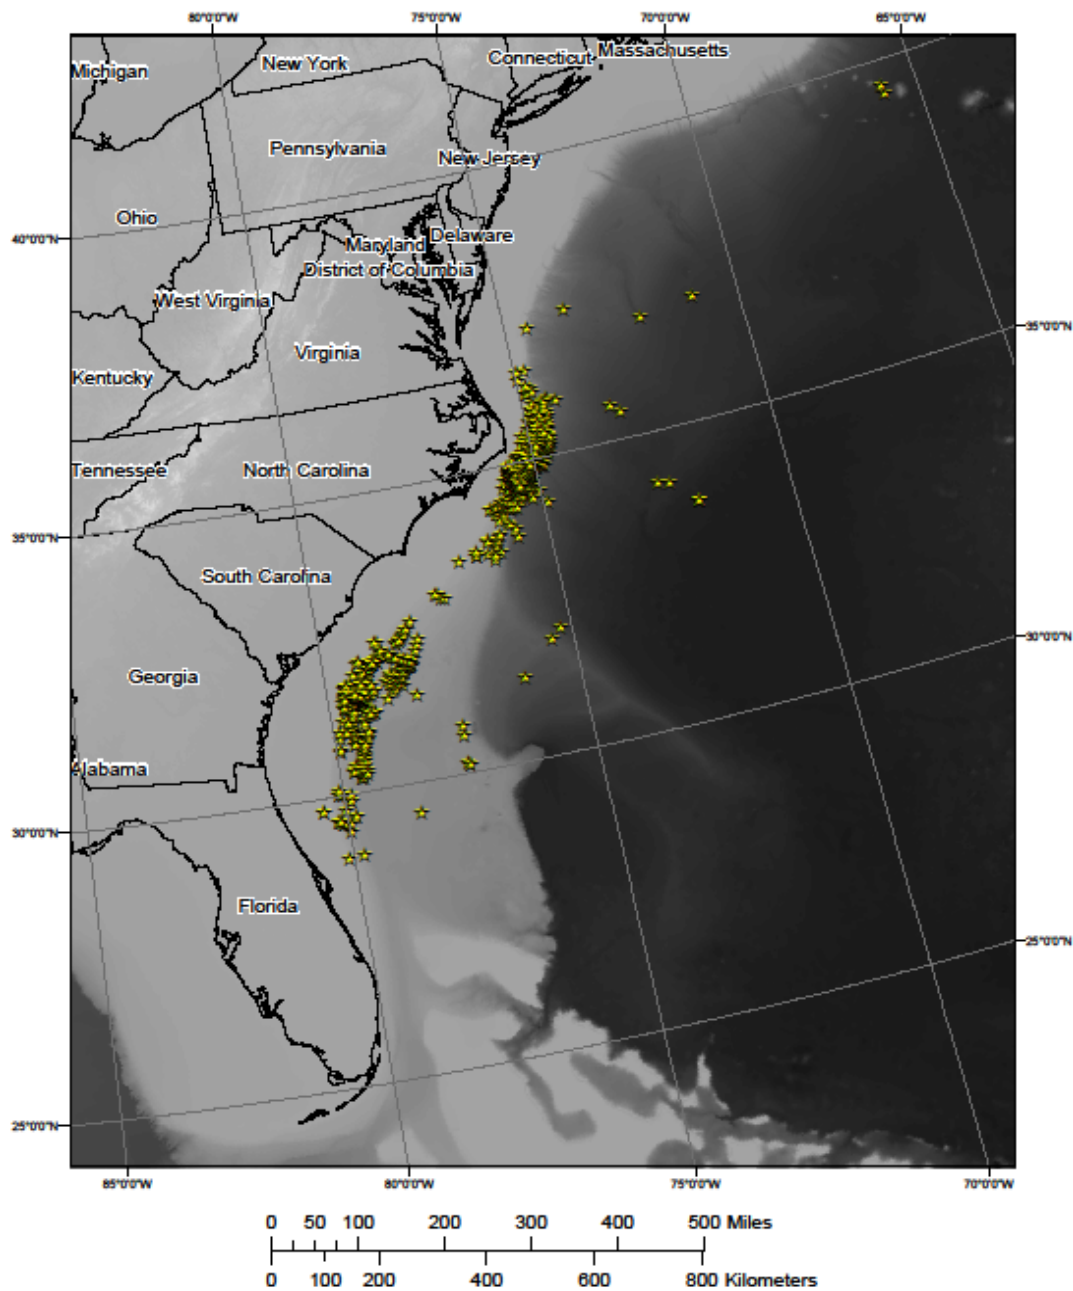 80°0'0"W 75°0'0"W 70°0'0"W 65°0'0"W
Michigan
New York
Connecticut
Massachusetts
Pennsylvania
New Jersey
Ohio
40°0'0"N
Maryland
Delaware
District of Columbia
West Virginia
35°0'0"N
Virginia
Kentucky
Tennessee
North Carolina
35°0'0"N
South Carolina
30°0'0"N
Georgia
Alabama
30°0'0"N
Florida
25°0'0"N
25°0'0"N
85°0'0"W 80°0'0"W 75°0'0"W 70°0'0"W
0 50 100 200 300 400 500 Miles
0 100 200 400 600 800 Kilometers